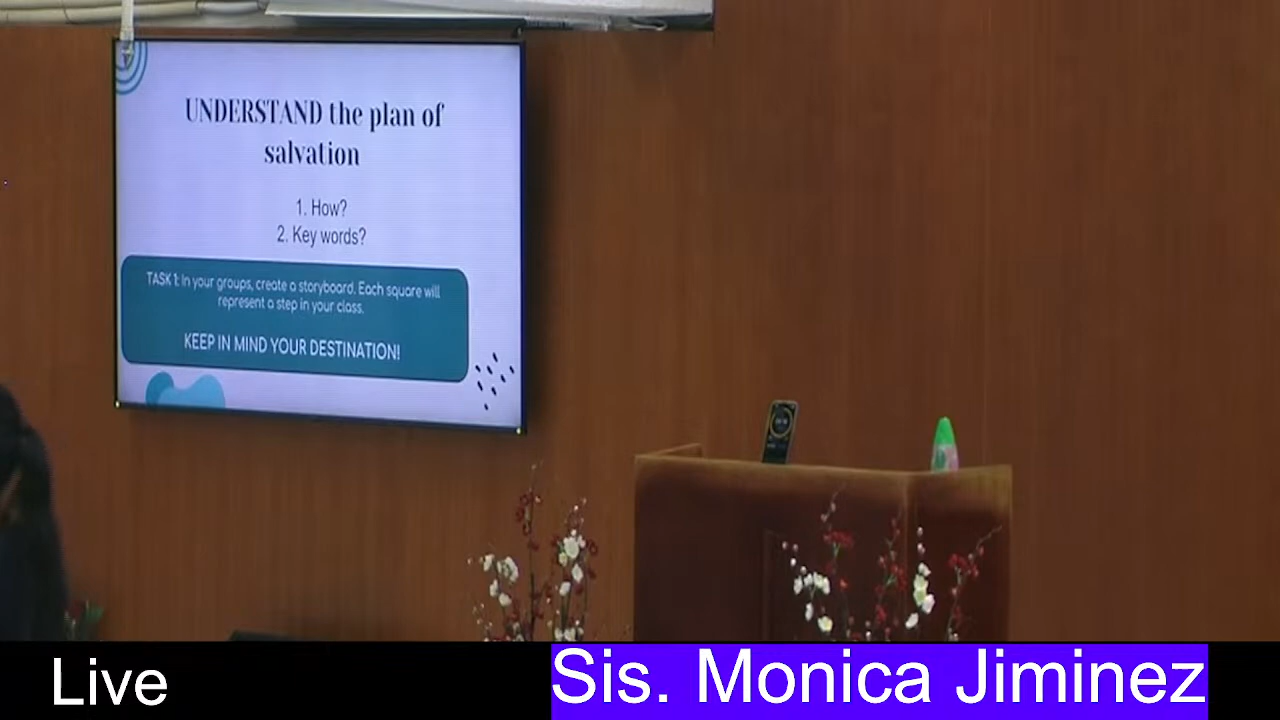 UNDERSTAND the plan of
salvation
1. How?
2. Key words?
TASK 1: In your groups, create a storyboard. Each square will
represent a step in your class.
KEEP IN MIND YOUR DESTINATION!
Live
Sis. Monica Jiminez